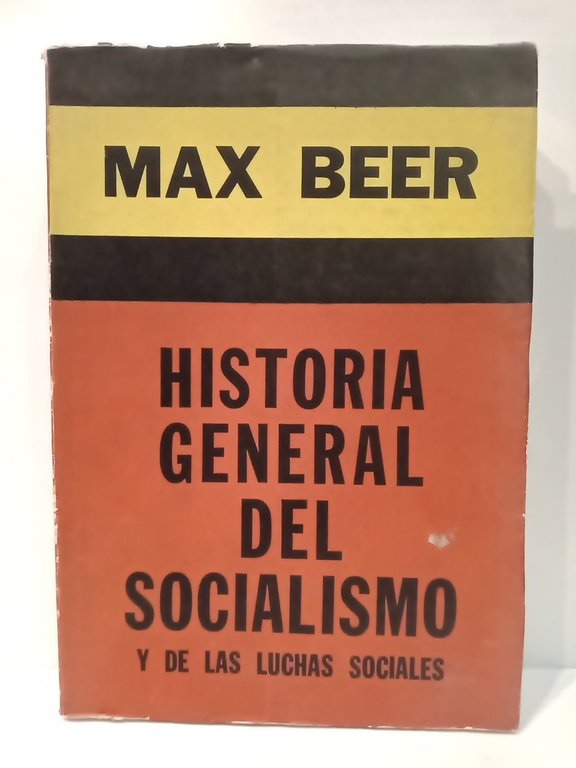 MAX BEER
HISTORIA
GENERAL
DEL
SOCIALISMO
Y DE LAS LUCHAS SOCIALES